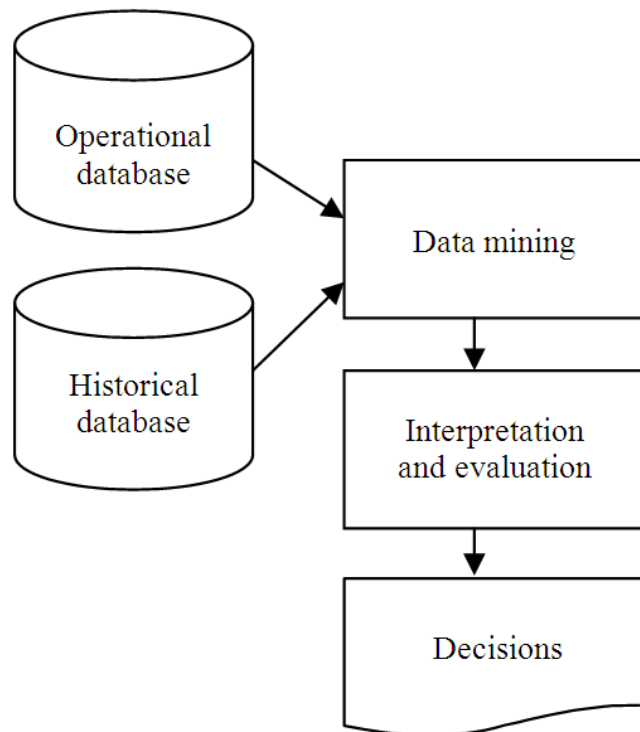 Operational
database
Data mining
Historical
database
Interpretation
and evaluation
Decisions